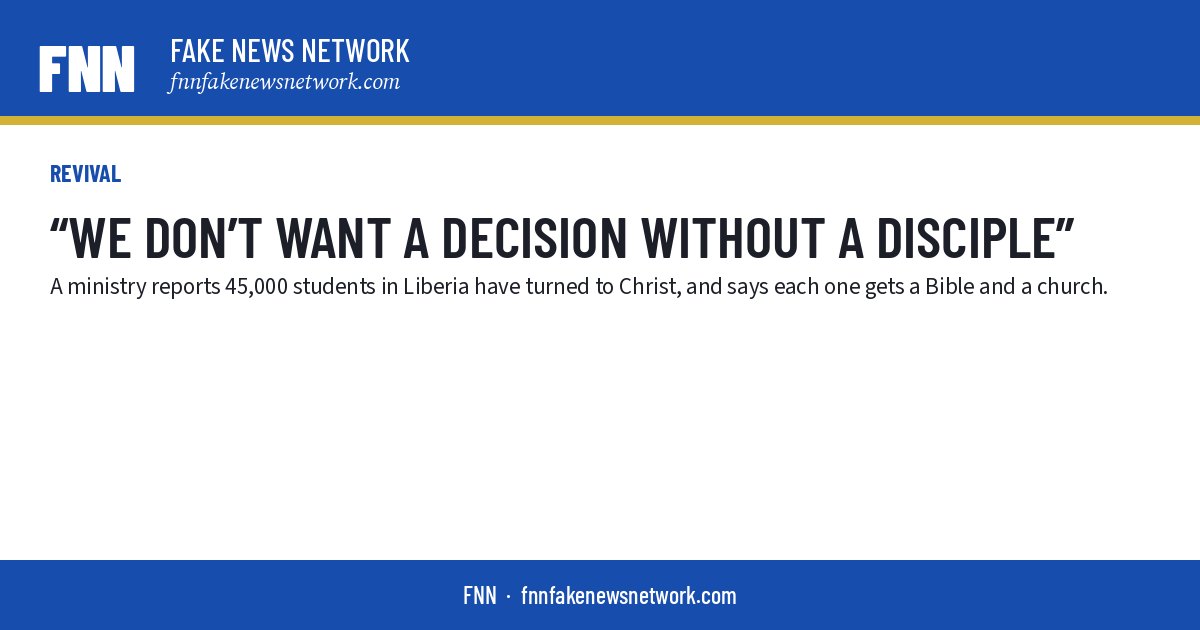 FNN
FAKE NEWS NETWORK
fnnfakenewsnetwork.com
REVIVAL
“WE DON’T WANT A DECISION WITHOUT A DISCIPLE”
A ministry reports 45,000 students in Liberia have turned to Christ, and says each one gets a Bible and a church.
FNN · fnnfakenewsnetwork.com